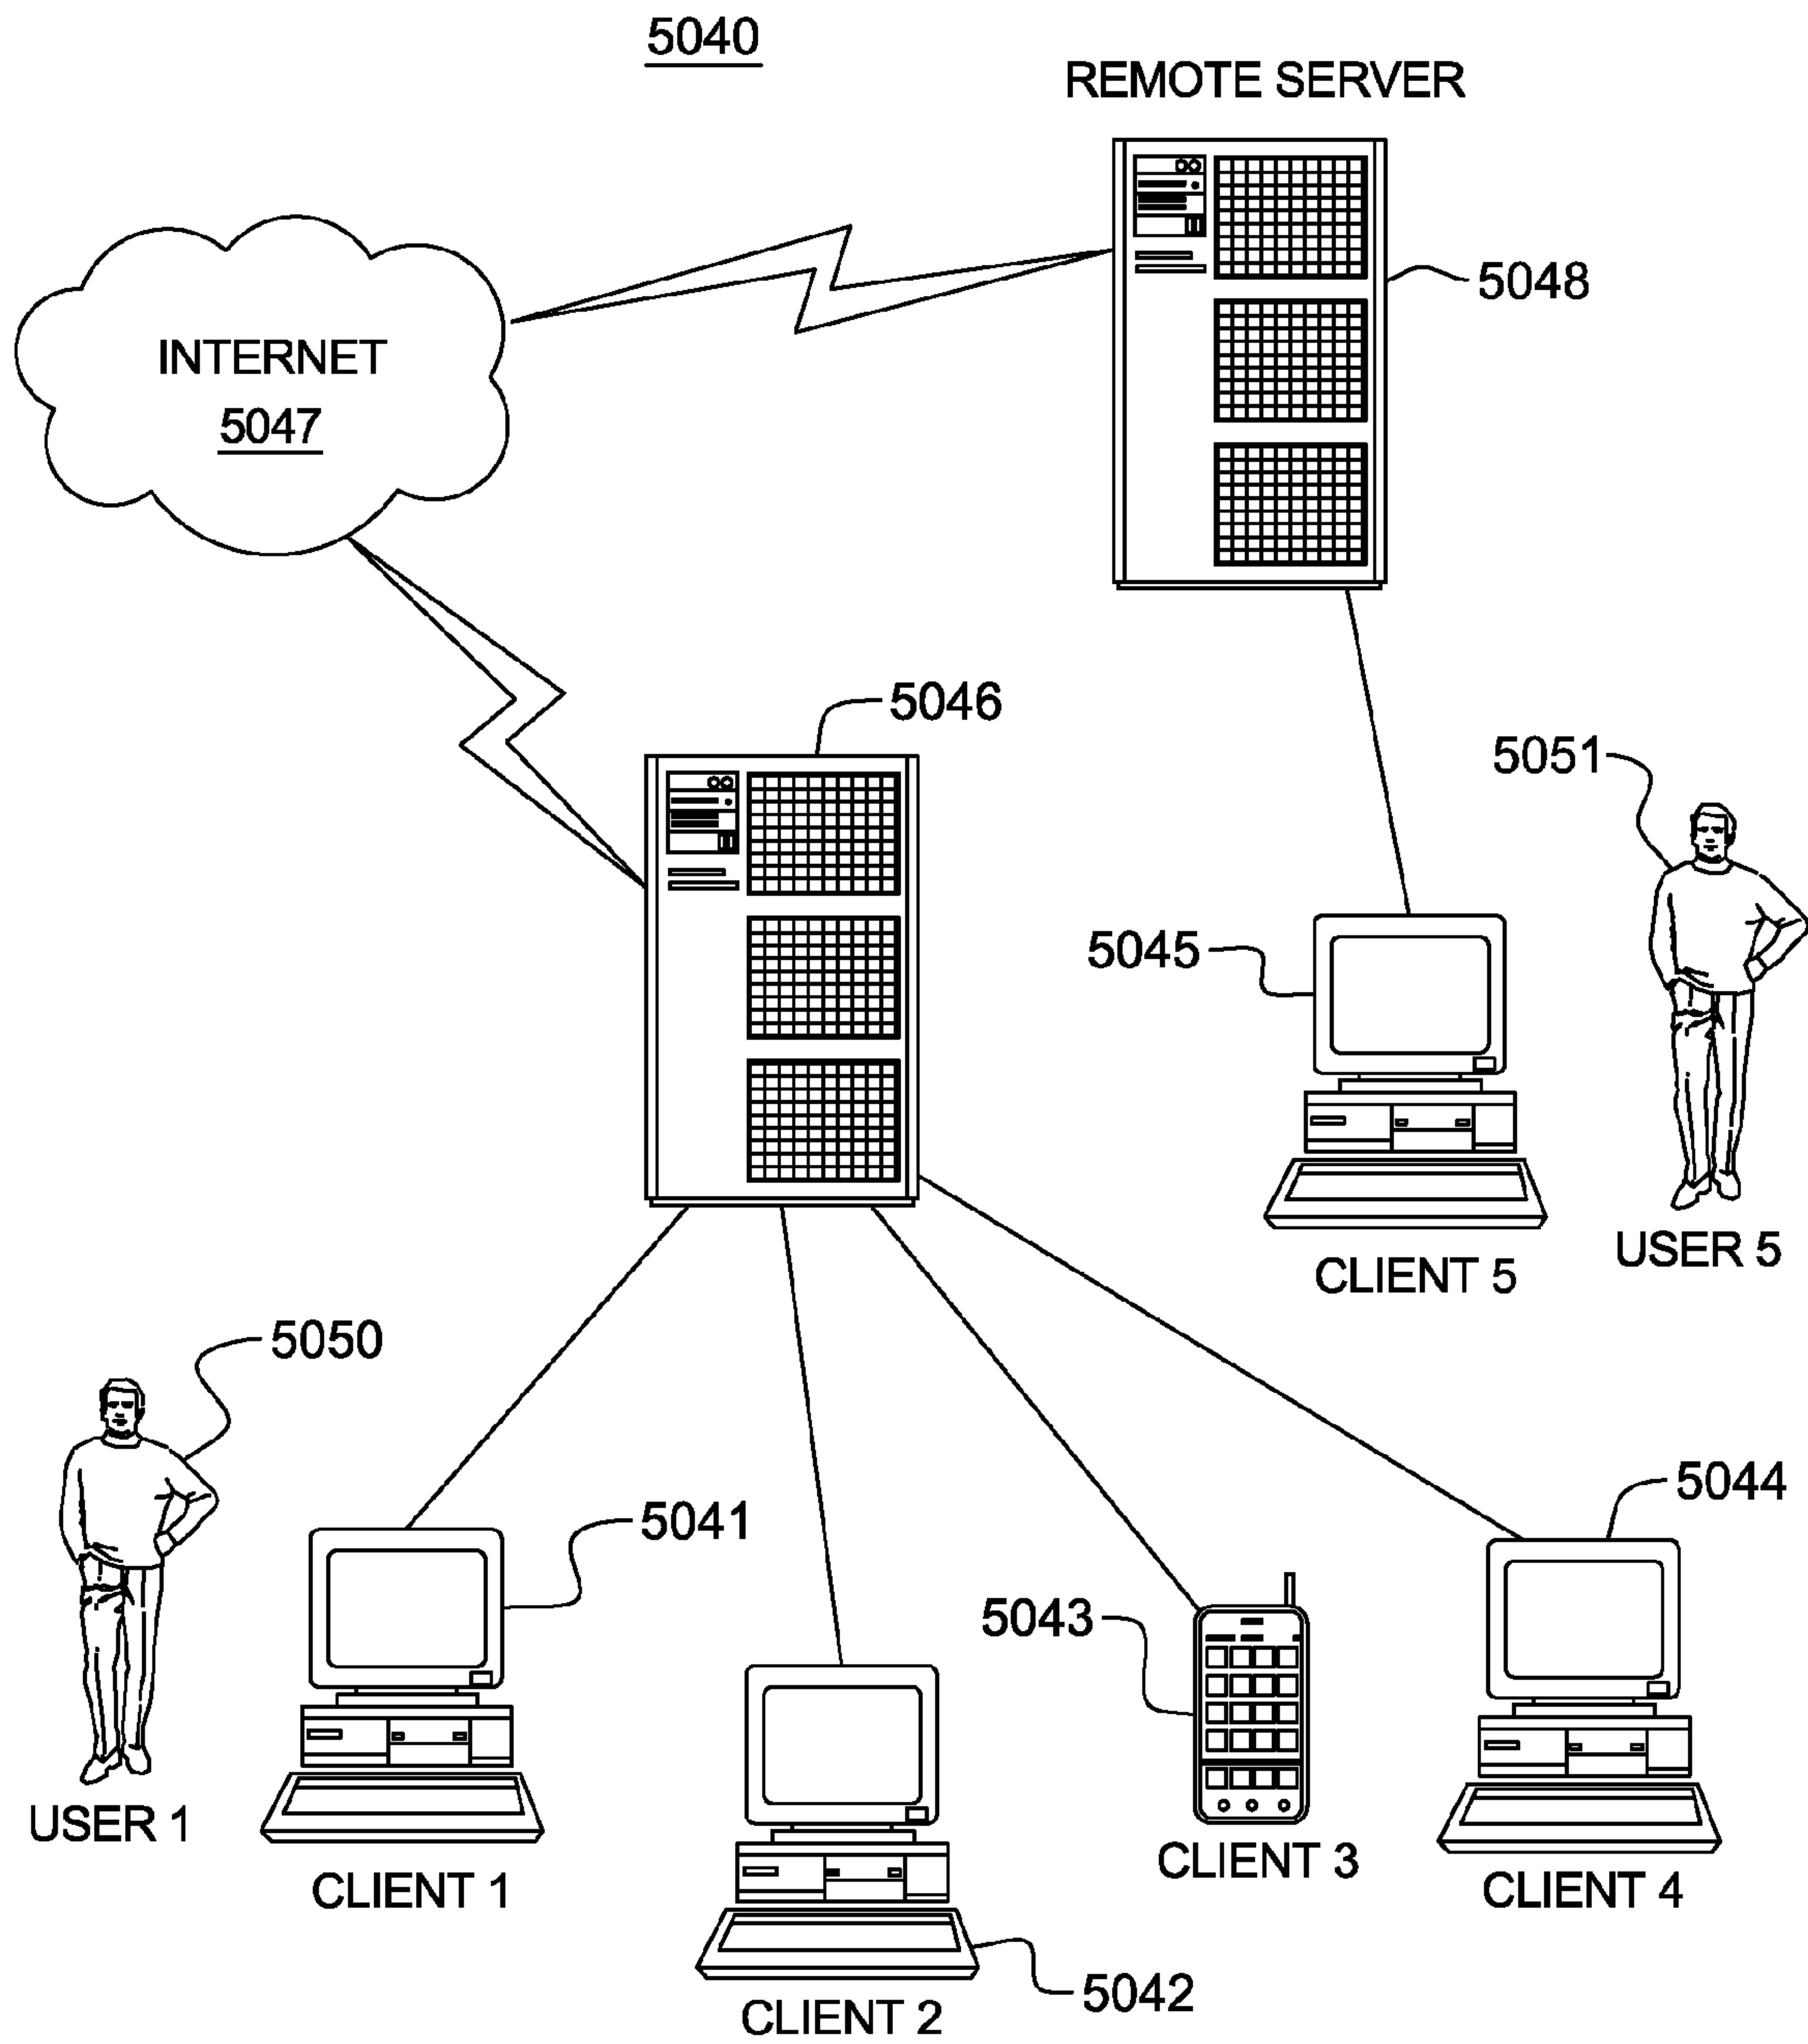 5040
REMOTE SERVER
5048
INTERNET
5047
5046
5051
5045
USER 5
CLIENT 5
5050
5044
5041
5043
USER 1
CLIENT 3
CLIENT 1
CLIENT 4
5042
CLIENT 2